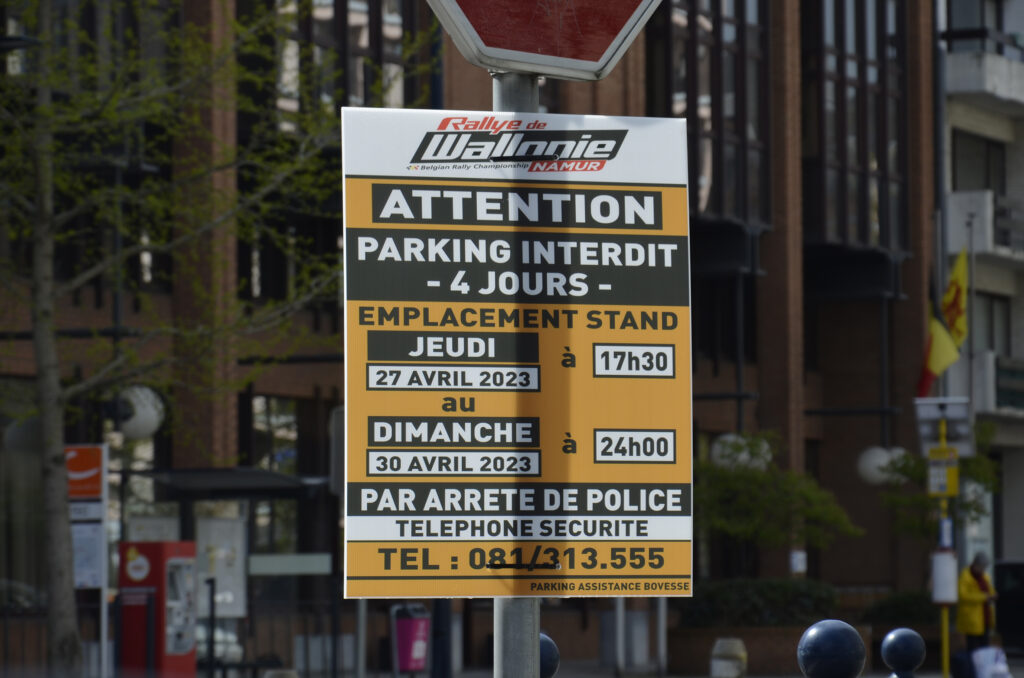 Rallye de
Wallonie
Belgian Rally Championship NAMUR
ATTENTION
PARKING INTERDIT
- 4 JOURS -
EMPLACEMENT STAND
JEUDI à 17h30
27 AVRIL 2023
au
DIMANCHE à 24h00
30 AVRIL 2023
PAR ARRETE DE POLICE
TELEPHONE SECURITE
TEL : 081/313.555
PARKING ASSISTANCE BOVESSE